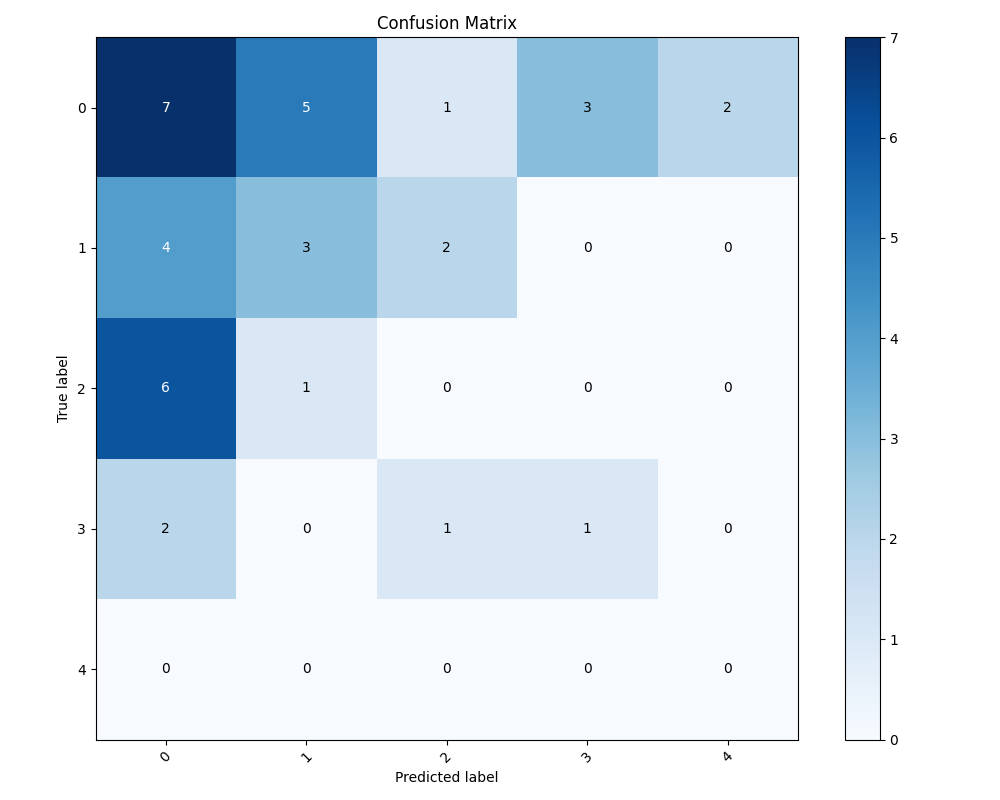 Confusion Matrix
0 7 5 1 3 2
1 4 3 2 0 0
2 6 1 0 0 0
3 2 0 1 1 0
4 0 0 0 0 0
0 1 2 3 4
Predicted label
True label
7
6
5
4
3
2
1
0